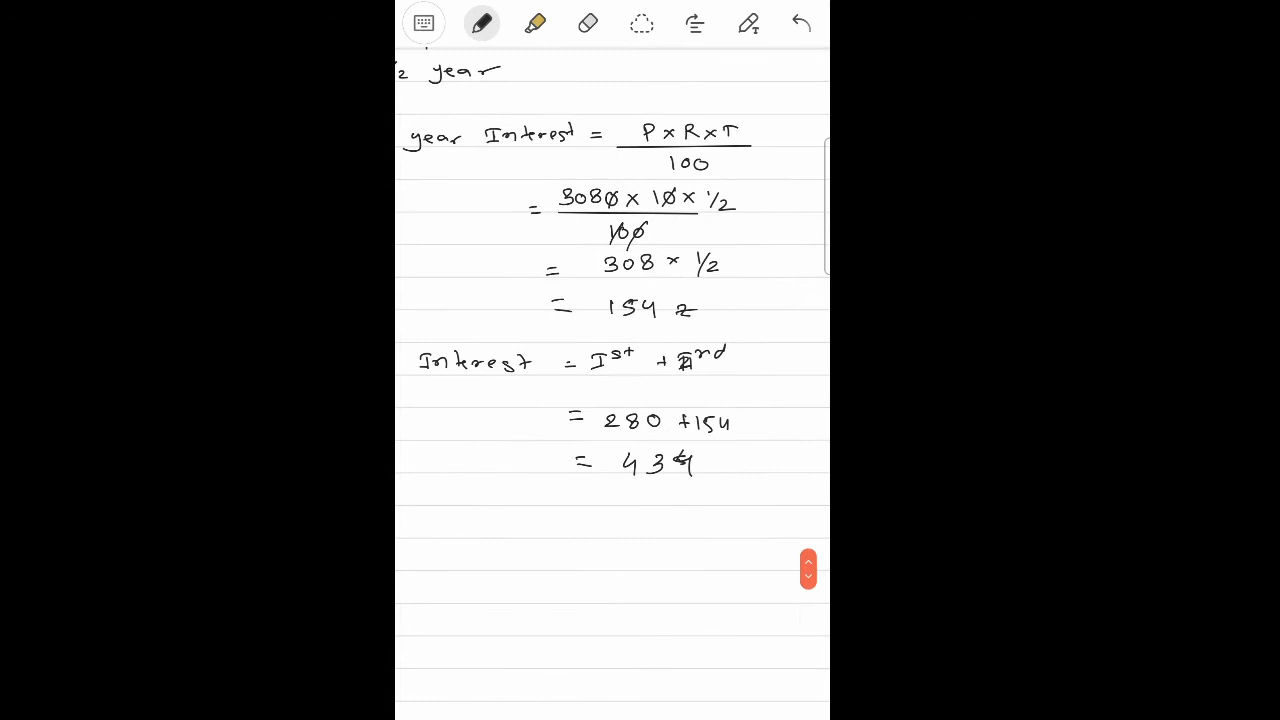 1/2 year
year Interest = P x R x T
100
= 3080 x 10 x 1/2
100
= 308 x 1/2
= 154
Interest = Ist + rd
= 280 + 154
= 434